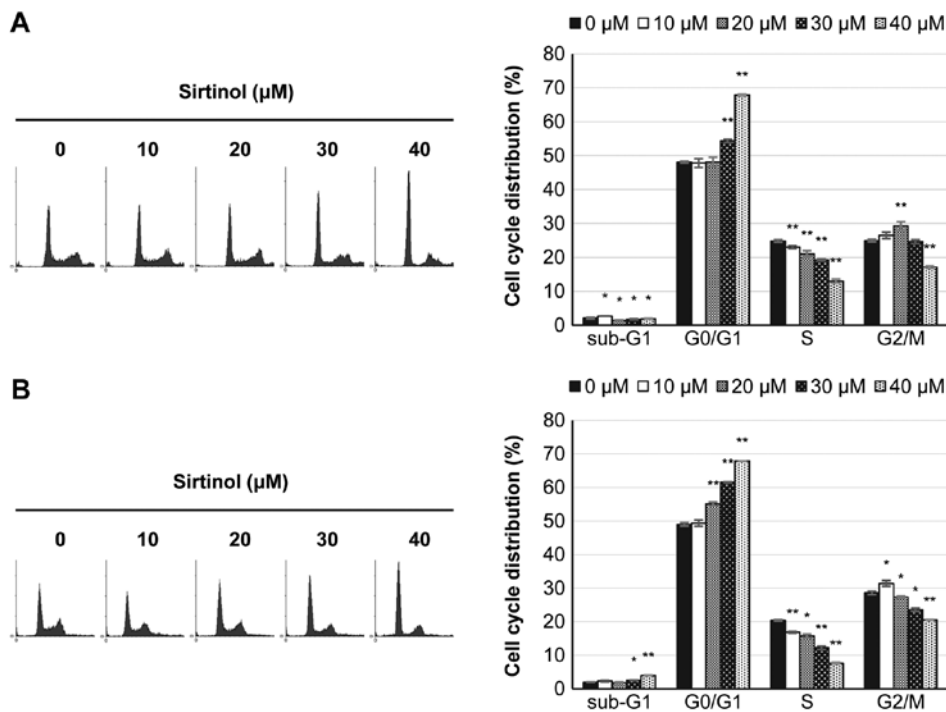 A
Sirtinol (µM)
0 10 20 30 40
0 µM 10 µM 20 µM 30 µM 40 µM
Cell cycle distribution (%)
80
70
60
50
40
30
20
10
0
** ** ** ** ** ** ** **
* * * *
sub-G1 G0/G1 S G2/M
B
Sirtinol (µM)
0 10 20 30 40
0 µM 10 µM 20 µM 30 µM 40 µM
Cell cycle distribution (%)
80
70
60
50
40
30
20
10
0
* ** ** ** ** ** * ** ** * * * **
sub-G1 G0/G1 S G2/M